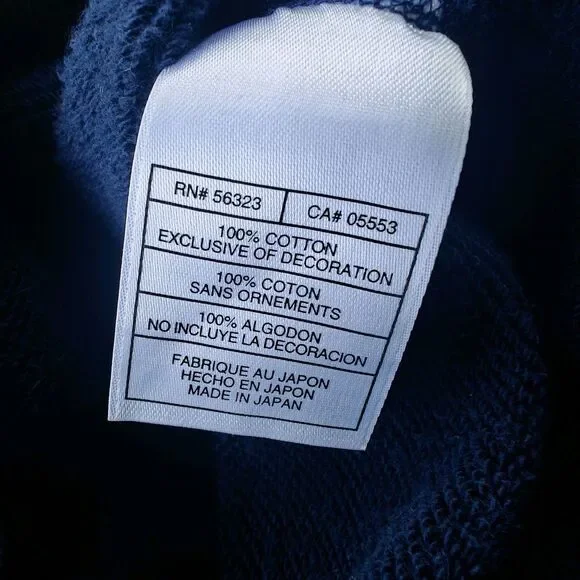 RN# 56323 CA# 05553
100% COTTON
EXCLUSIVE OF DECORATION
100% COTON
SANS ORNEMENTS
100% ALGODON
NO INCLUYE LA DECORACION
FABRIQUE AU JAPON
HECHO EN JAPON
MADE IN JAPAN